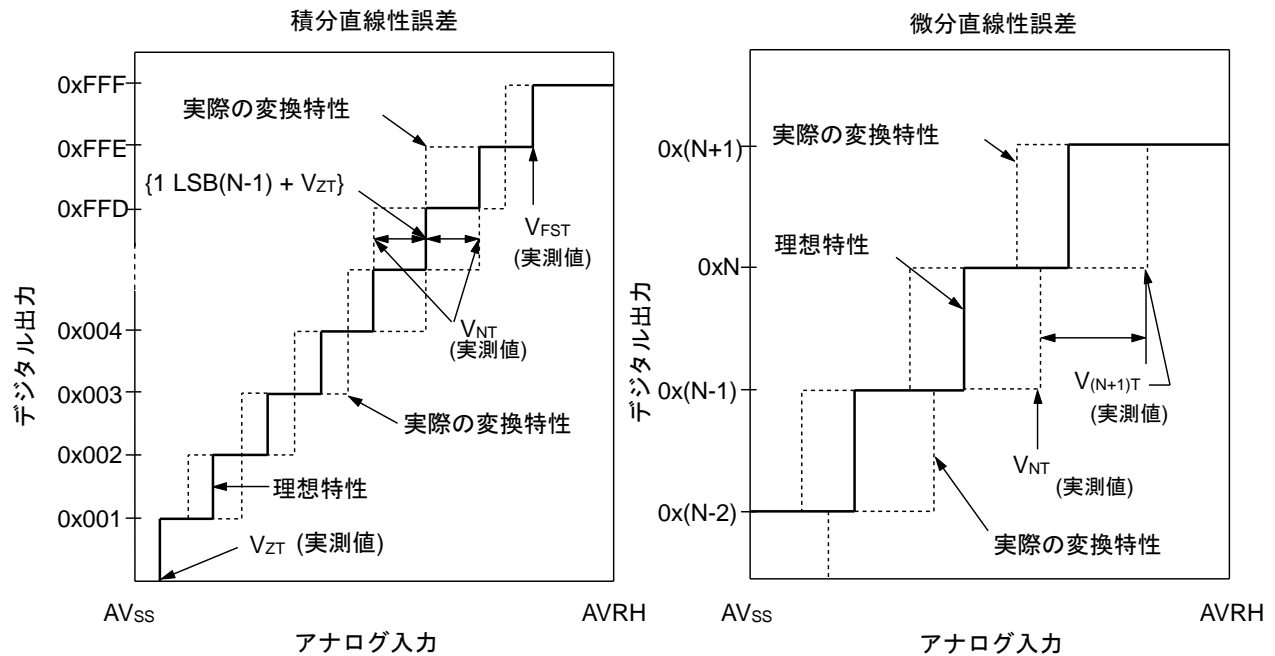 積分直線性誤差
0xFFF
実際の変換特性
0xFFE
{1 LSB(N-1) + VZT}
0xFFD
VFST
(実測値)
デジタル出力
0x004
VNT
(実測値)
0x003
実際の変換特性
0x002
理想特性
0x001
VZT (実測値)
AVSS
AVRH
アナログ入力
微分直線性誤差
実際の変換特性
0x(N+1)
理想特性
0xN
デジタル出力
0x(N-1)
V(N+1)T
(実測値)
VNT
(実測値)
0x(N-2)
実際の変換特性
AVSS
AVRH
アナログ入力